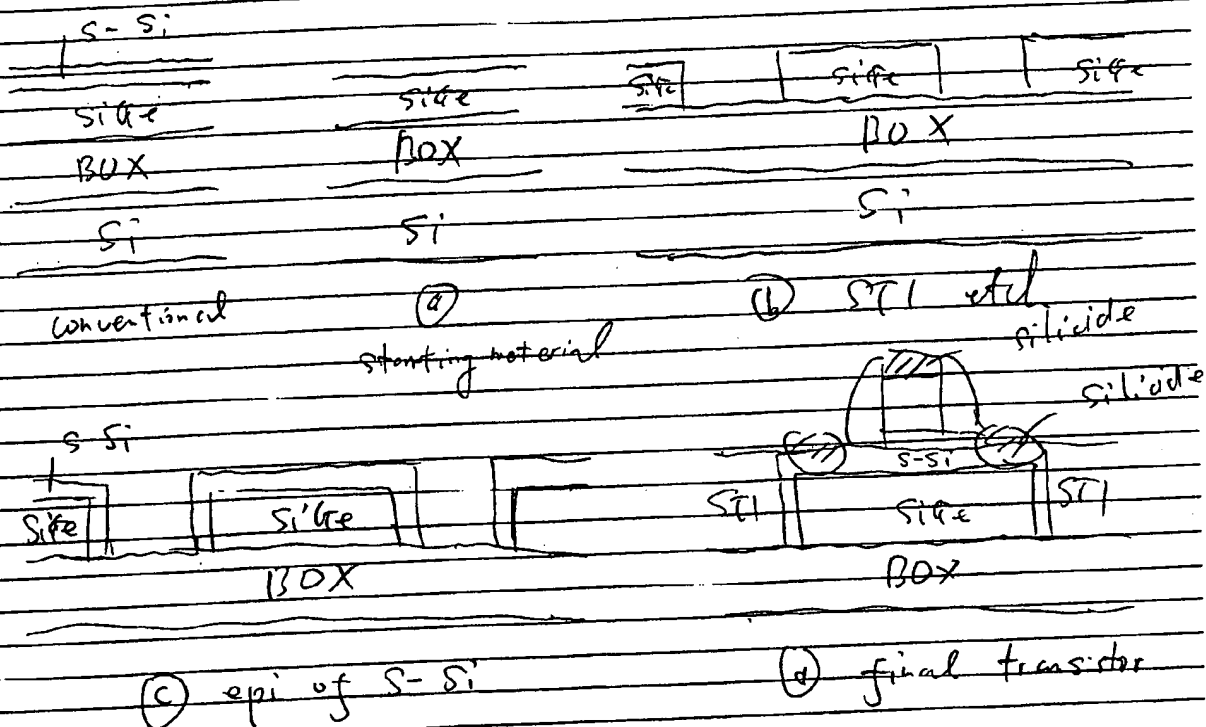 s-Si
SiGe
BOX
Si
conventional
SiGe
BOX
Si
(a)
starting material
SiGe SiGe SiGe
BOX
Si
(b) STI etch
s-Si
SiGe SiGe
BOX
(c) epi of s-Si
silicide
silicide
s-Si
STI SiGe STI
BOX
(d) final transistor